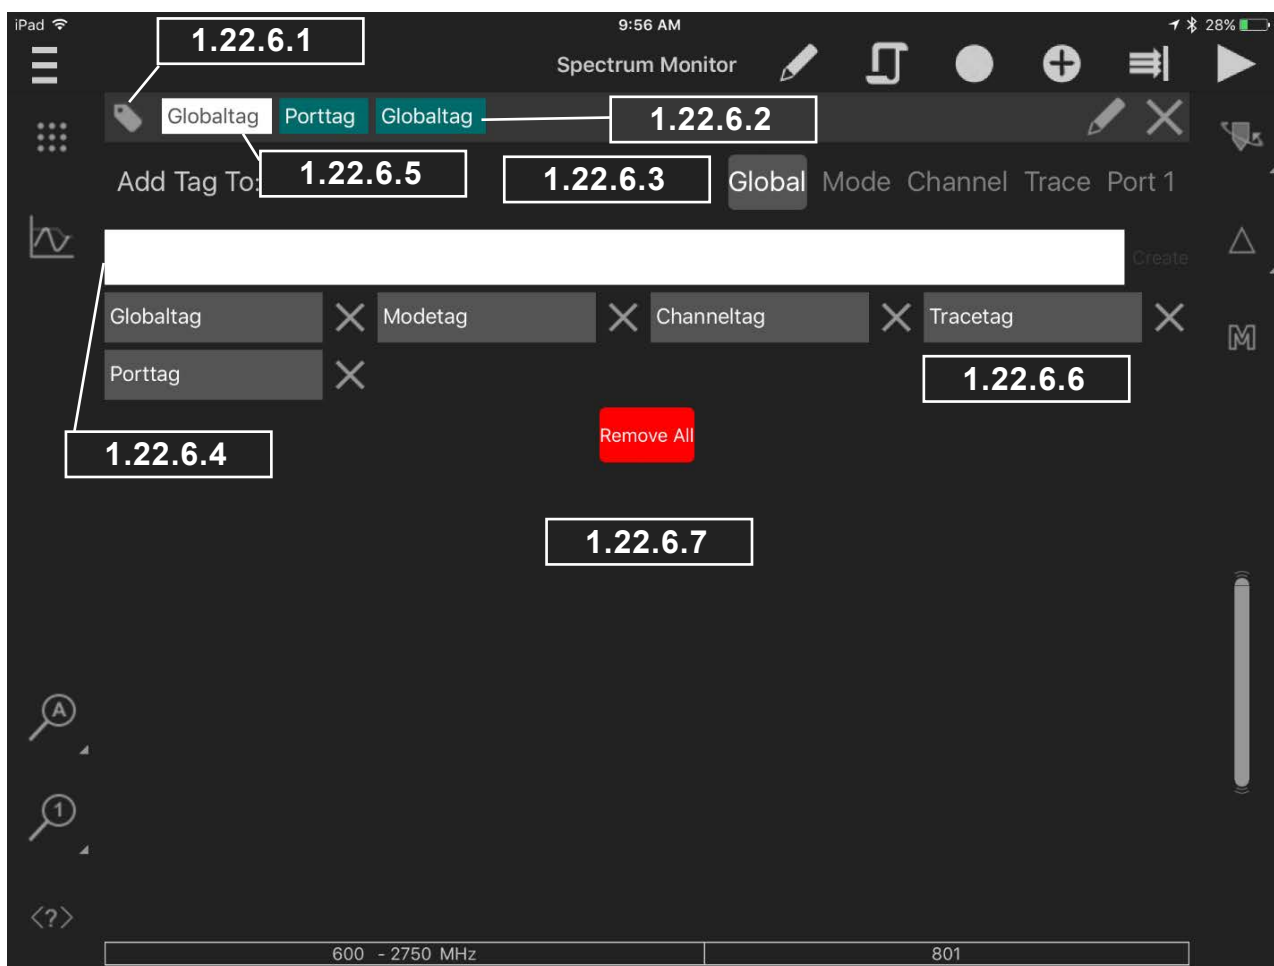 iPad 9:56 AM 28%
1.22.6.1
Spectrum Monitor
Globaltag Porttag Globaltag 1.22.6.2
Add Tag To: 1.22.6.5 1.22.6.3 Global Mode Channel Trace Port 1
Create
Globaltag Modetag Channeltag Tracetag
M
Porttag 1.22.6.6
Remove All
1.22.6.4
1.22.6.7
A
1
<?>
600 - 2750 MHz 801